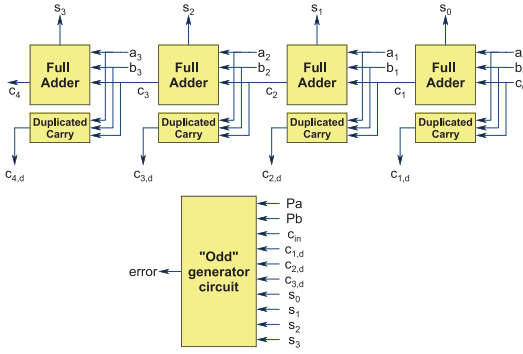 s3 s2 s1 s0
Full Adder a3 b3 c4
Full Adder a2 b2 c3
Full Adder a1 b1 c2
Full Adder a b c1
Duplicated Carry
Duplicated Carry
Duplicated Carry
Duplicated Carry
c4,d c3,d c2,d c1,d
"Odd" generator circuit
error
Pa
Pb
cin
c1,d
c2,d
c3,d
s0
s1
s2
s3